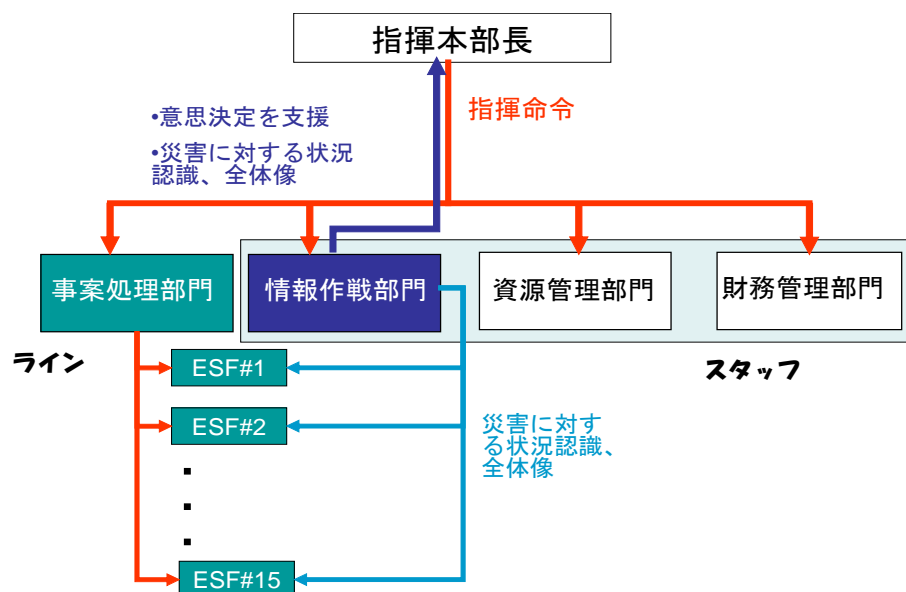 指揮本部長
•意思決定を支援
•災害に対する状況
認識、全体像
指揮命令
事案処理部門
情報作戦部門
資源管理部門
財務管理部門
ライン
スタッフ
ESF#1
ESF#2
災害に対す
る状況認識、
全体像
ESF#15